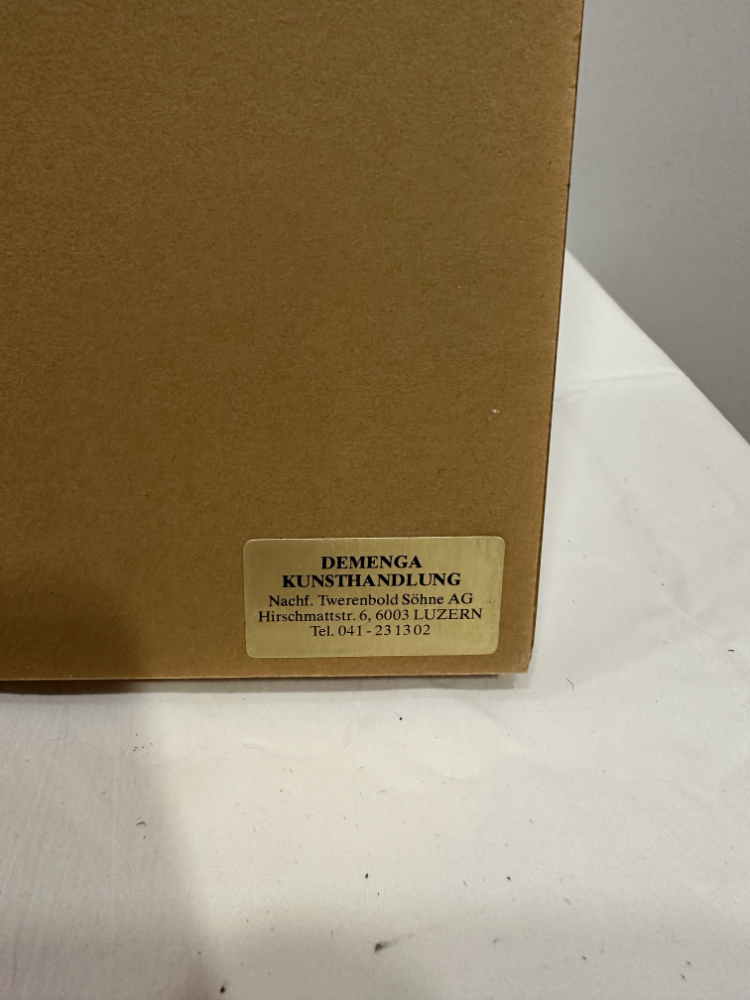 DEMENGA
KUNSTHANDLUNG
Nachf. Twerenbold Söhne AG
Hirschmattstr. 6, 6003 LUZERN
Tel. 041 - 23 13 02